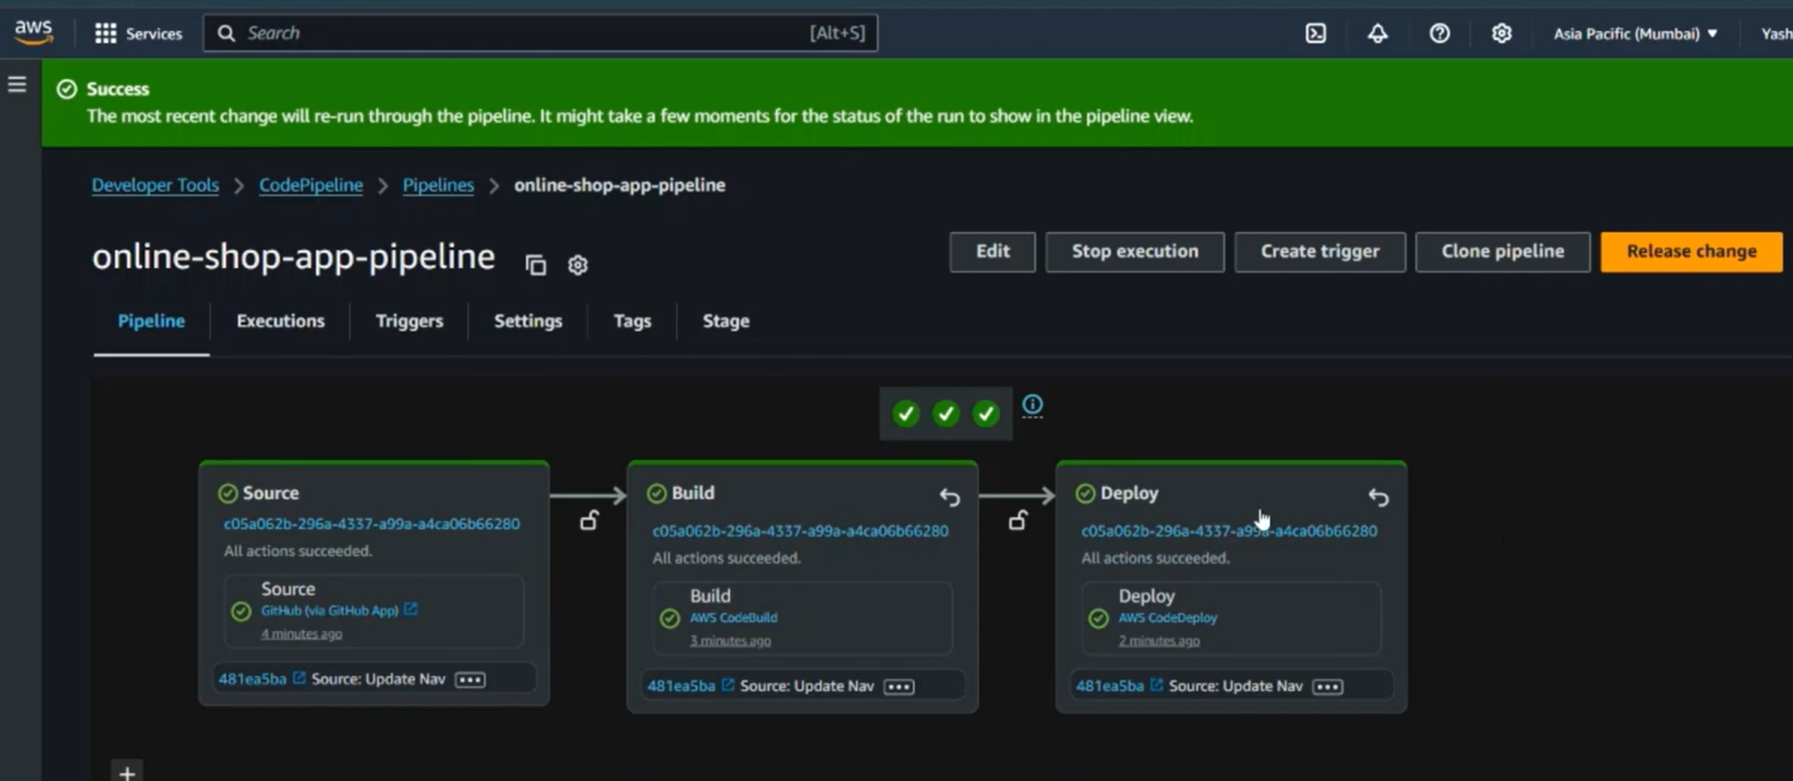 aws Services Search [Alt+S] Asia Pacific (Mumbai) Yash
Success
The most recent change will re-run through the pipeline. It might take a few moments for the status of the run to show in the pipeline view.
Developer Tools > CodePipeline > Pipelines > online-shop-app-pipeline
online-shop-app-pipeline
Edit Stop execution Create trigger Clone pipeline Release change
Pipeline Executions Triggers Settings Tags Stage
Source
c05a062b-296a-4337-a99a-a4ca06b66280
All actions succeeded.
Source
GitHub (via GitHub App)
4 minutes ago
481ea5ba Source: Update Nav
Build
c05a062b-296a-4337-a99a-a4ca06b66280
All actions succeeded.
Build
AWS CodeBuild
3 minutes ago
481ea5ba Source: Update Nav
Deploy
c05a062b-296a-4337-a99a-a4ca06b66280
All actions succeeded.
Deploy
AWS CodeDeploy
2 minutes ago
481ea5ba Source: Update Nav